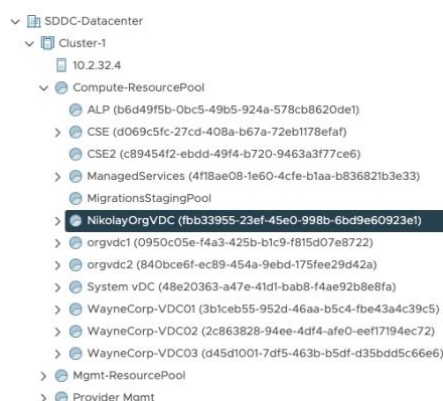 SDDC-Datacenter
Cluster-1
10.2.32.4
Compute-ResourcePool
ALP (b6d49f5b-0bc5-49b5-924a-578cb8620de1)
CSE (d069c5fc-27cd-408a-b67a-72eb1178efaf)
CSE2 (c89454f2-ebdd-49f4-b720-9463a3f77ce6)
ManagedServices (4f18ae08-1e60-4cfe-b1aa-b836821b3e33)
MigrationsStagingPool
NikolayOrgVDC (fbb33955-23ef-45e0-998b-6bd9e60923e1)
orgvdc1 (0950c05e-f4a3-425b-b1c9-f815d07e8722)
orgvdc2 (840bce6f-ec89-454a-9ebd-175fee29d42a)
System vDC (48e20363-a47e-41d1-bab8-f4ae92b8e8fa)
WayneCorp-VDC01 (3b1ceb55-952d-46aa-b5c4-fbe43a4c39c5)
WayneCorp-VDC02 (2c863828-94ee-4df4-afe0-eef17194ec72)
WayneCorp-VDC03 (d45d1001-7df5-463b-b5df-d35bdd5c66e6)
Mgmt-ResourcePool
Provider Mgmt